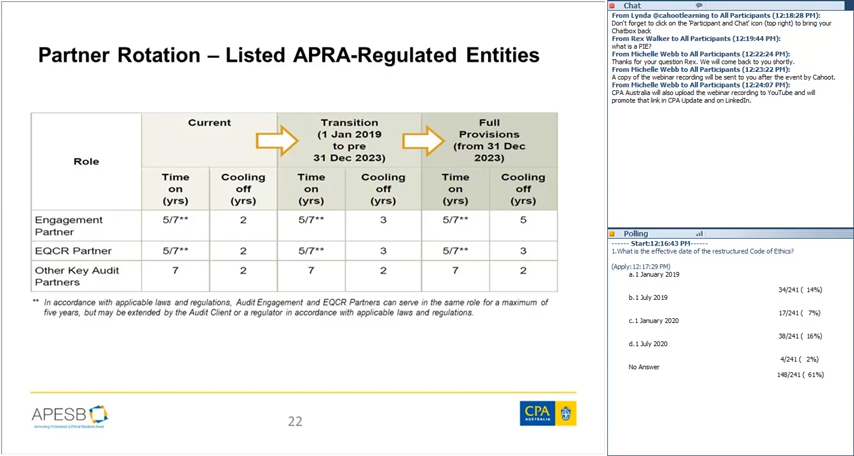 Partner Rotation – Listed APRA-Regulated Entities
Role
Current
Transition
(1 Jan 2019
to pre
31 Dec 2023)
Full
Provisions
(from 31 Dec
2023)
Time
on
(yrs)
Cooling
off
(yrs)
Time
on
(yrs)
Cooling
off
(yrs)
Time
on
(yrs)
Cooling
off
(yrs)
Engagement
Partner
5/7** 2 5/7** 3 5/7** 5
EQCR Partner 5/7** 2 5/7** 3 5/7** 3
Other Key Audit
Partners
7 2 7 2 7 2
** In accordance with applicable laws and regulations, Audit Engagement and EQCR Partners can serve in the same role for a maximum of
five years, but may be extended by the Audit Client or a regulator in accordance with applicable laws and regulations.
APESB
22
CPA
AUSTRALIA
Chat
From Lynda @cahootlearning to All Participants (12:18:28 PM):
Don't forget to click on the 'Participant and Chat' icon (top right) to bring your
Chatbox back
From Rex Walker to All Participants (12:19:44 PM):
what is a PIE?
From Michelle Webb to All Participants (12:22:24 PM):
Thanks for your question Rex. We will come back to you shortly.
From Michelle Webb to All Participants (12:23:22 PM):
A copy of the webinar recording will be sent to you after the event by Cahoot.
From Michelle Webb to All Participants (12:24:07 PM):
CPA Australia will also upload the webinar recording to YouTube and will
promote that link in CPA Update and on LinkedIn.
Polling
------ Start:12:16:43 PM------
1.What is the effective date of the restructured Code of Ethics?
(Apply:12:17:29 PM)
a.1 January 2019
34/241 ( 14%)
b.1 July 2019
17/241 ( 7%)
c.1 January 2020
38/241 ( 16%)
d.1 July 2020
4/241 ( 2%)
No Answer
148/241 ( 61%)